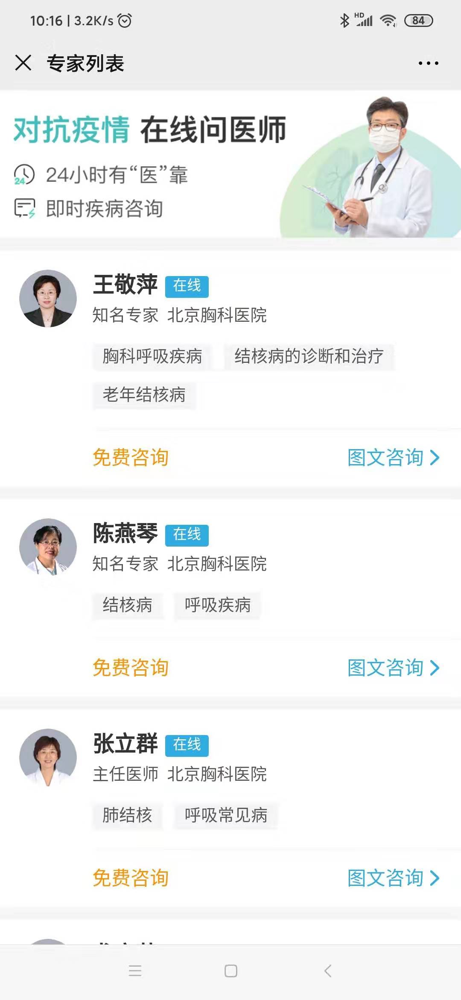 10:16 | 3.2K/s
HD
84
专家列表
对抗疫情 在线问医师
24小时有“医”靠
24
即时疾病咨询
王敬萍 在线
知名专家 北京胸科医院
胸科呼吸疾病 结核病的诊断和治疗
老年结核病
免费咨询 图文咨询
陈燕琴 在线
知名专家 北京胸科医院
结核病 呼吸疾病
免费咨询 图文咨询
张立群 在线
主任医师 北京胸科医院
肺结核 呼吸常见病
免费咨询 图文咨询